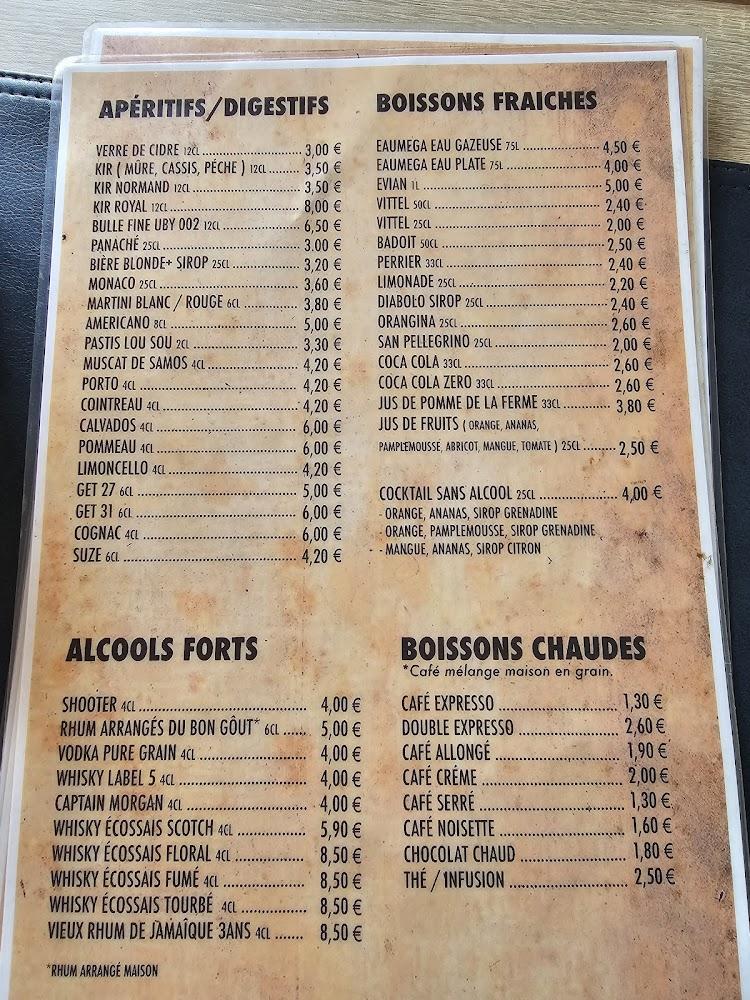 APÉRITIFS/DIGESTIFS
VERRE DE CIDRE 12CL 3,00 €
KIR ( MÛRE, CASSIS, PÉCHE ) 12CL 3,50 €
KIR NORMAND 12CL 3,50 €
KIR ROYAL 12CL 8,00 €
BULLE FINE UBY 002 12CL 6,50 €
PANACHÉ 25CL 3.00 €
BIÈRE BLONDE+ SIROP 25CL 3,20 €
MONACO 25CL 3,60 €
MARTINI BLANC / ROUGE 6CL 3,80 €
AMERICANO 8CL 5,00 €
PASTIS LOU SOU 2CL 3,30 €
MUSCAT DE SAMOS 4CL 4,20 €
PORTO 4CL 4,20 €
COINTREAU 4CL 4,20 €
CALVADOS 4CL 6,00 €
POMMEAU 4CL 6,00 €
LIMONCELLO 4CL 4,20 €
GET 27 6CL 5,00 €
GET 31 6CL 6,00 €
COGNAC 4CL 6,00 €
SUZE 6CL 4,20 €
BOISSONS FRAICHES
EAUMEGA EAU GAZEUSE 75L 4,50 €
EAUMEGA EAU PLATE 75L 4,00 €
EVIAN 1L 5,00 €
VITTEL 50CL 2,40 €
VITTEL 25CL 2,00 €
BADOIT 50CL 2,50 €
PERRIER 33CL 2,40 €
LIMONADE 25CL 2,20 €
DIABOLO SIROP 25CL 2,40 €
ORANGINA 25CL 2,60 €
SAN PELLEGRINO 25CL 2,00 €
COCA COLA 33CL 2,60 €
COCA COLA ZERO 33CL 2,60 €
JUS DE POMME DE LA FERME 33CL 3,80 €
JUS DE FRUITS ( ORANGE, ANANAS,
PAMPLEMOUSSE, ABRICOT, MANGUE, TOMATE ) 25CL 2,50 €
COCKTAIL SANS ALCOOL 25CL 4,00 €
- ORANGE, ANANAS, SIROP GRENADINE
- ORANGE, PAMPLEMOUSSE, SIROP GRENADINE
- MANGUE, ANANAS, SIROP CITRON
ALCOOLS FORTS
SHOOTER 4CL 4,00 €
RHUM ARRANGÉS DU BON GOÛT* 6CL 5,00 €
VODKA PURE GRAIN 4CL 4,00 €
WHISKY LABEL 5 4CL 4,00 €
CAPTAIN MORGAN 4CL 4,00 €
WHISKY ÉCOSSAIS SCOTCH 4CL 5,90 €
WHISKY ÉCOSSAIS FLORAL 4CL 8,50 €
WHISKY ÉCOSSAIS FUMÉ 4CL 8,50 €
WHISKY ÉCOSSAIS TOURBÉ 4CL 8,50 €
VIEUX RHUM DE JAMAÎQUE 3ANS 4CL 8,50 €
*RHUM ARRANGÉ MAISON
BOISSONS CHAUDES
*Café mélange maison en grain.
CAFÉ EXPRESSO 1,30 €
DOUBLE EXPRESSO 2,60 €
CAFÉ ALLONGÉ 1,90 €
CAFÉ CRÉME 2,00 €
CAFÉ SERRÉ 1,30 €
CAFÉ NOISETTE 1,60 €
CHOCOLAT CHAUD 1,80 €
THÉ / 1NFUSION 2,50 €